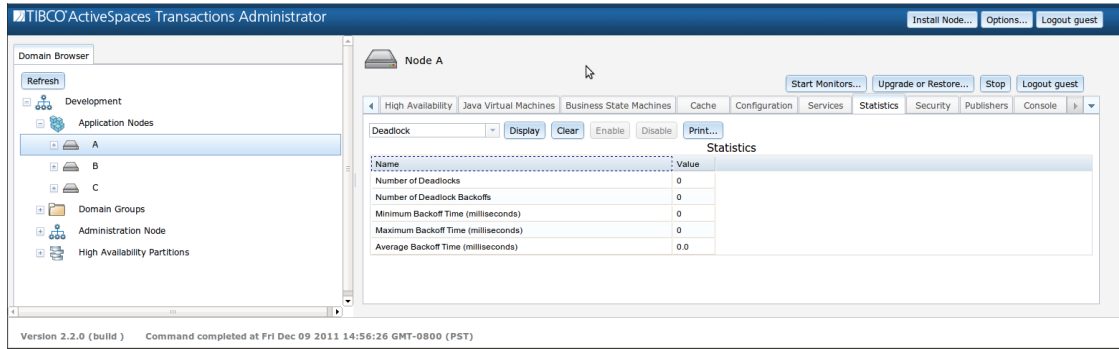 TIBCO® ActiveSpaces Transactions Administrator
Install Node... Options... Logout guest
Domain Browser
Refresh
Development
Application Nodes
A
B
C
Domain Groups
Administration Node
High Availability Partitions
Node A
Start Monitors... Upgrade or Restore... Stop Logout guest
High Availability Java Virtual Machines Business State Machines Cache Configuration Services Statistics Security Publishers Console
Deadlock Display Clear Enable Disable Print...
Statistics
Name Value
Number of Deadlocks 0
Number of Deadlock Backoffs 0
Minimum Backoff Time (milliseconds) 0
Maximum Backoff Time (milliseconds) 0
Average Backoff Time (milliseconds) 0.0
Version 2.2.0 (build ) Command completed at Fri Dec 09 2011 14:56:26 GMT-0800 (PST)